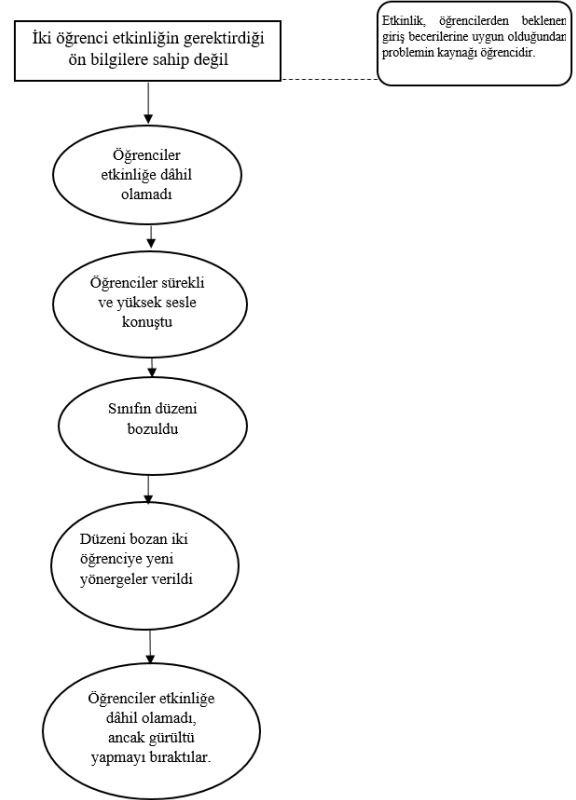 İki öğrenci etkinliğin gerektirdiği
ön bilgilere sahip değil
Etkinlik, öğrencilerden beklenen
giriş becerilerine uygun olduğundan
problemin kaynağı öğrencidir.
Öğrenciler
etkinliğe dâhil
olamadı
Öğrenciler sürekli
ve yüksek sesle
konuştu
Sınıfın düzeni
bozuldu
Düzeni bozan iki
öğrenciye yeni
yönergeler verildi
Öğrenciler etkinliğe
dâhil olamadı,
ancak gürültü
yapmayı bıraktılar.